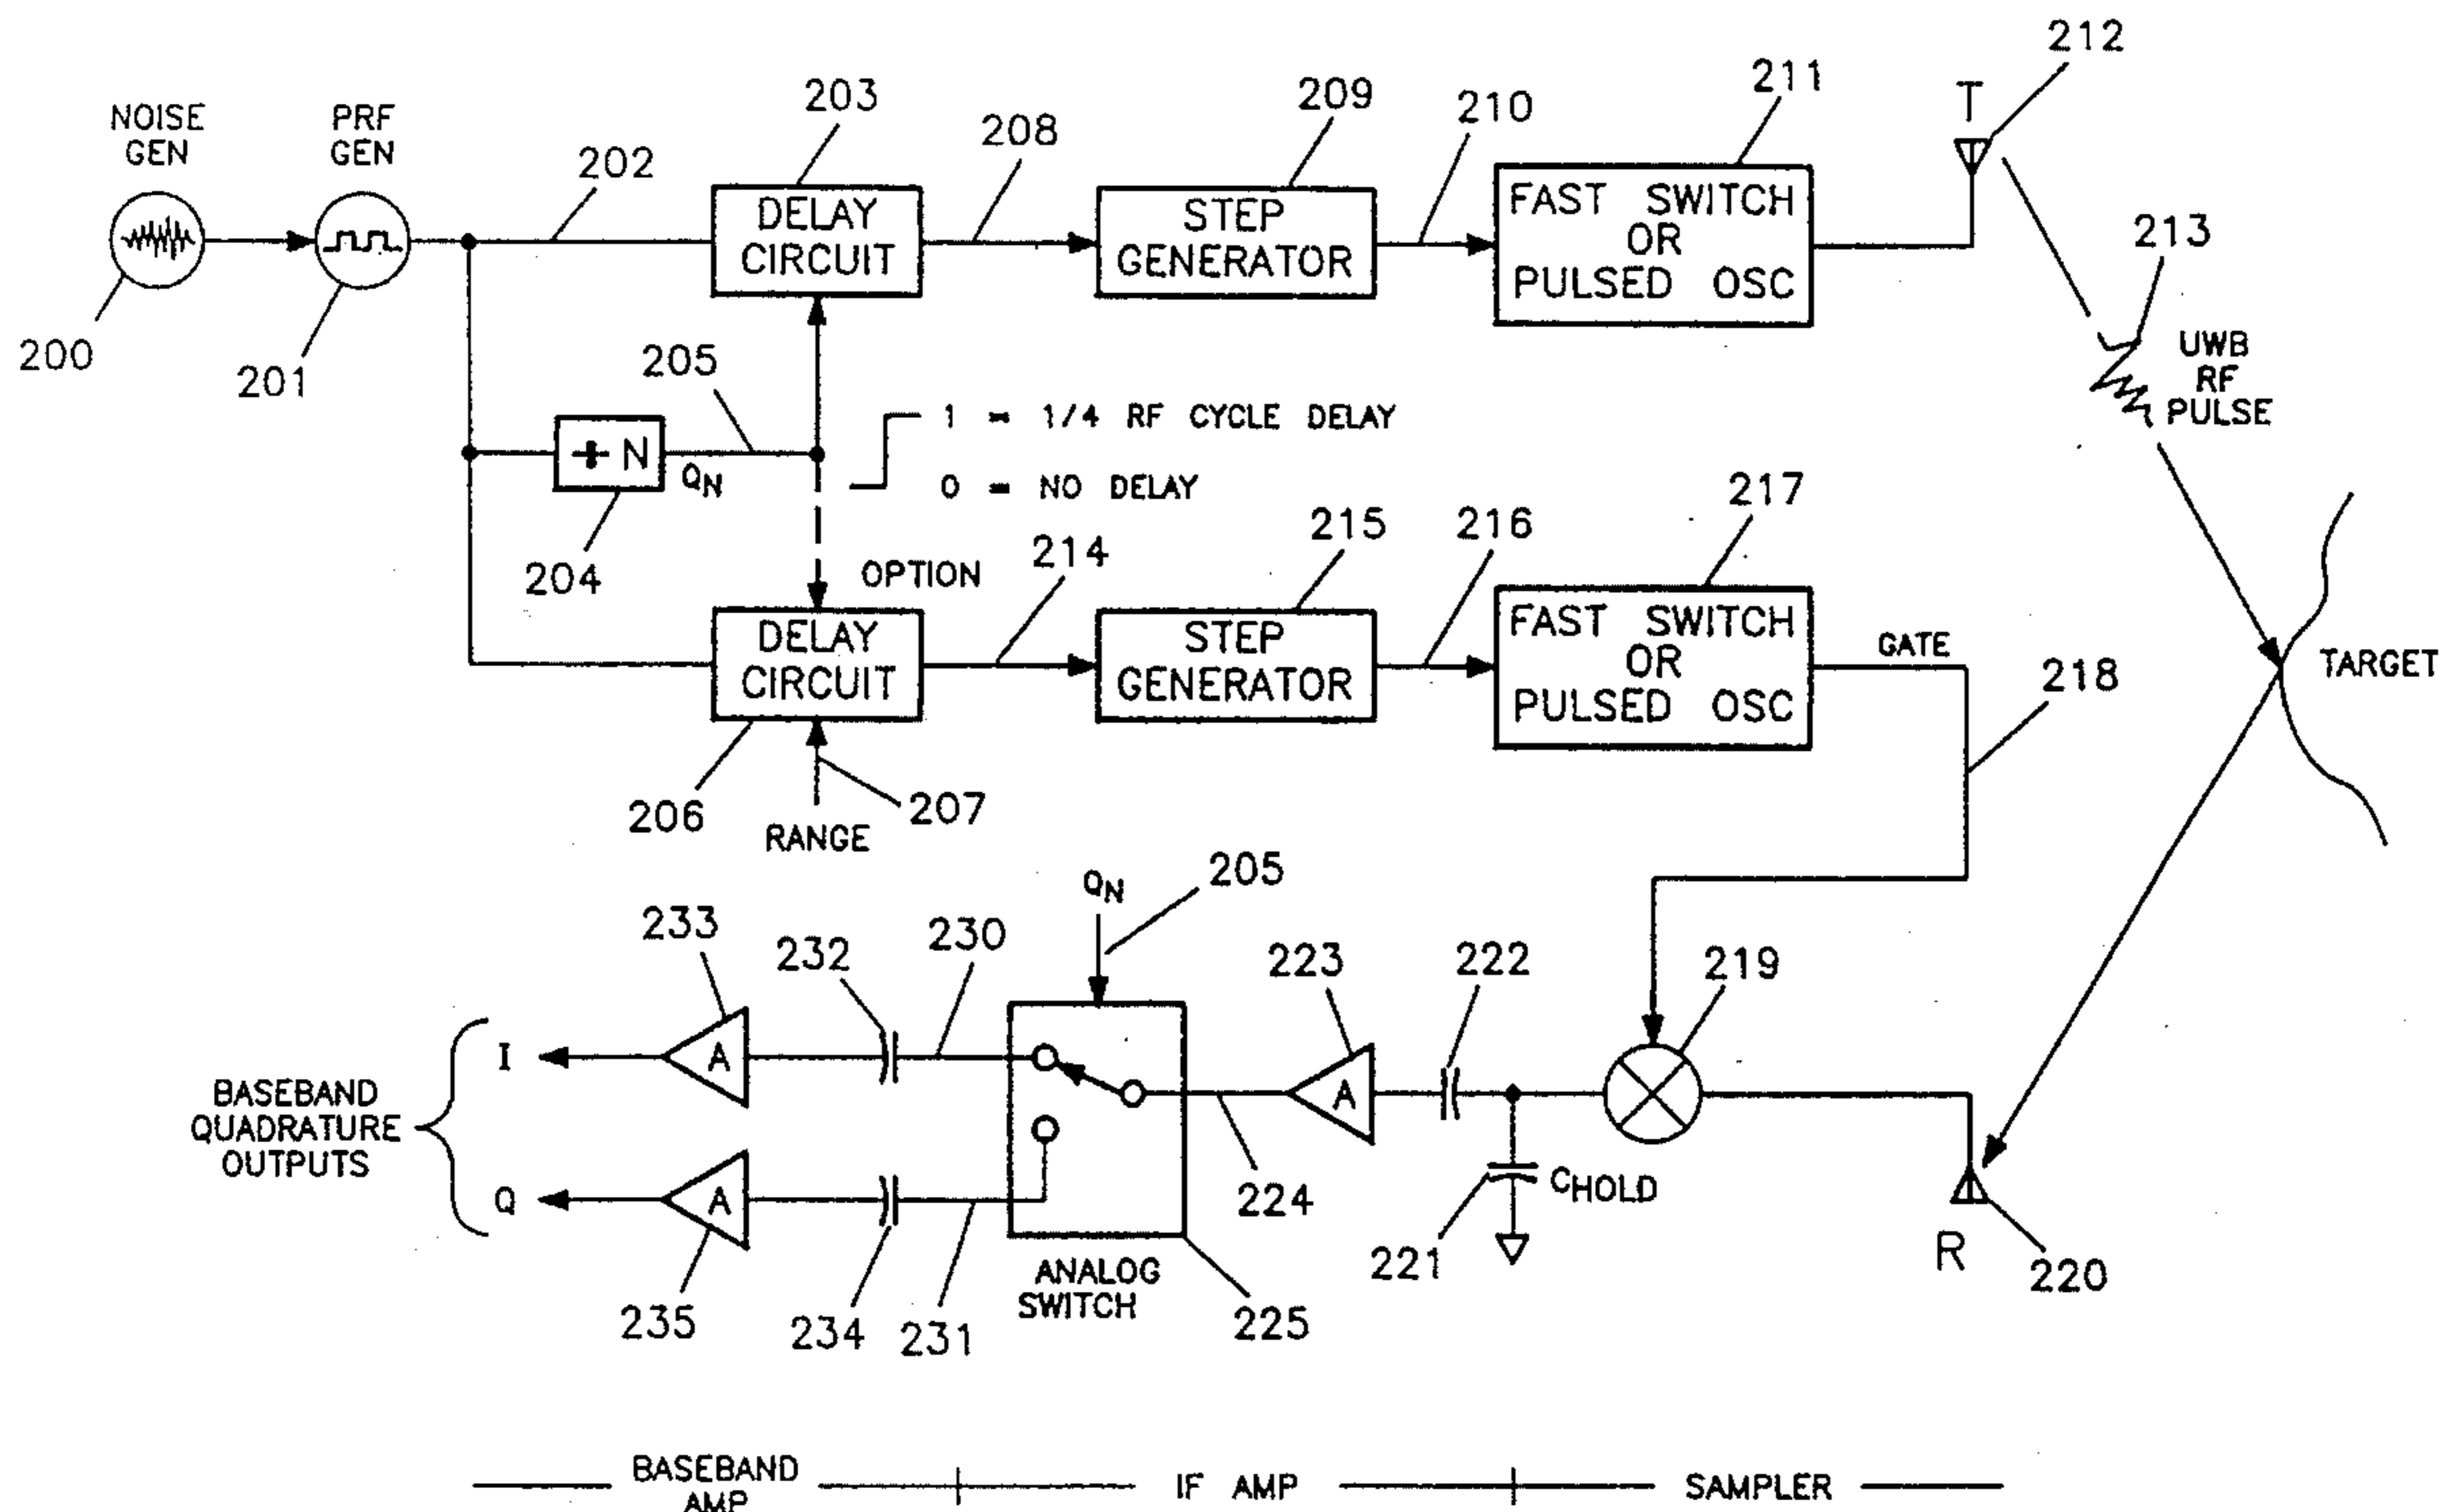 212
203
209
211
T
NOISE
GEN
PRF
GEN
202
208
210
DELAY
CIRCUIT
STEP
GENERATOR
FAST SWITCH
OR
PULSED OSC
213
200
201
205
UWB
RF
PULSE
1 = 1/4 RF CYCLE DELAY
÷ N
QN
0 = NO DELAY
204
OPTION
214
215
216
217
DELAY
CIRCUIT
STEP
GENERATOR
FAST SWITCH
OR
PULSED OSC
GATE
218
TARGET
206
207
RANGE
QN
205
233
232
230
223
222
219
I
A
A
BASEBAND
QUADRATURE
OUTPUTS
Q
A
CHOLD
224
221
R
220
ANALOG
SWITCH
225
235
234
231
BASEBAND
AMP
IF AMP
SAMPLER